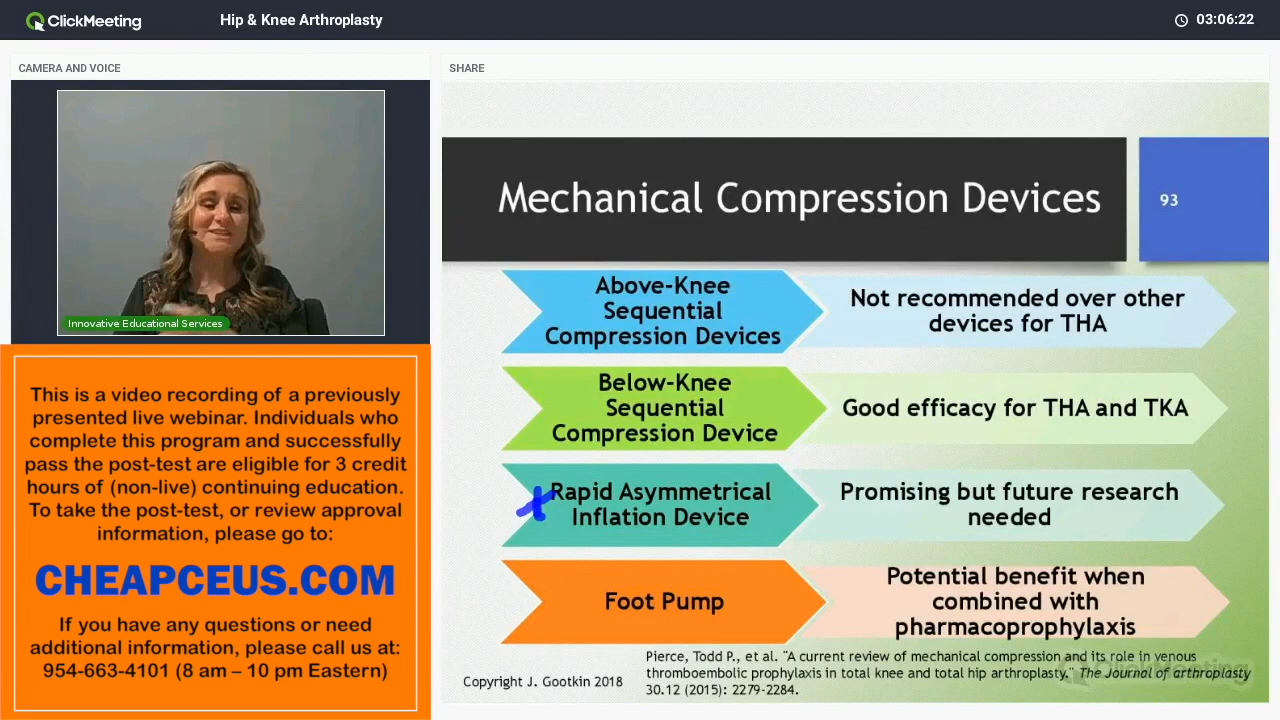 ClickMeeting
Hip & Knee Arthroplasty
03:06:22
CAMERA AND VOICE
Innovative Educational Services
This is a video recording of a previously
presented live webinar. Individuals who
complete this program and successfully
pass the post-test are eligible for 3 credit
hours of (non-live) continuing education.
To take the post-test, or review approval
information, please go to:
CHEAPCEUS.COM
If you have any questions or need
additional information, please call us at:
954-663-4101 (8 am – 10 pm Eastern)
SHARE
Mechanical Compression Devices
93
Above-Knee
Sequential
Compression Devices
Not recommended over other
devices for THA
Below-Knee
Sequential
Compression Device
Good efficacy for THA and TKA
Rapid Asymmetrical
Inflation Device
Promising but future research
needed
Foot Pump
Potential benefit when
combined with
pharmacoprophylaxis
Copyright J. Gootkin 2018
Pierce, Todd P., et al. "A current review of mechanical compression and its role in venous
thromboembolic prophylaxis in total knee and total hip arthroplasty." The Journal of arthroplasty
30.12 (2015): 2279-2284.
ClickMeeting